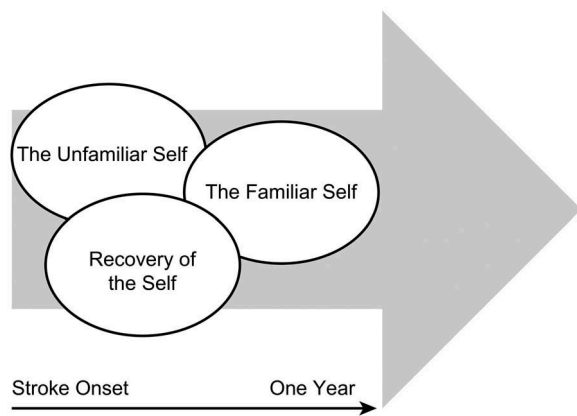 The Unfamiliar Self
The Familiar Self
Recovery of
the Self
Stroke Onset One Year